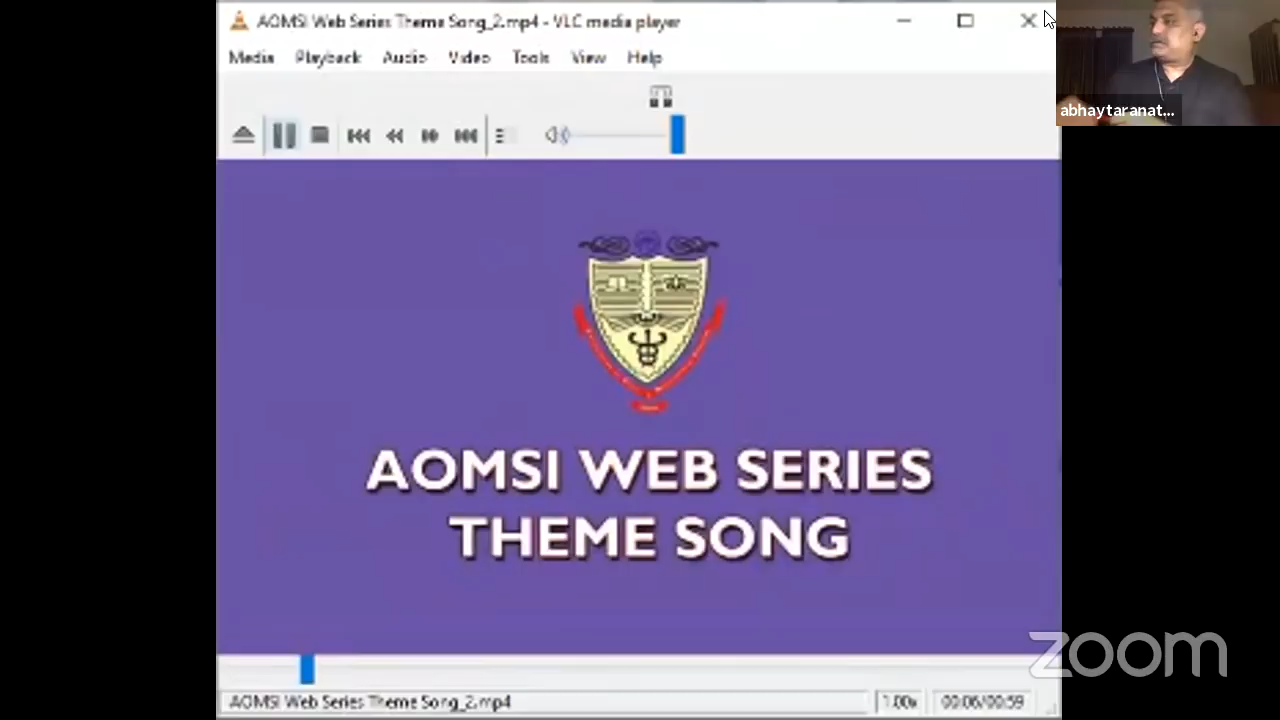 AOMSI Web Series Theme Song_2.mp4 - VLC media player
Media Playback Audio Video Tools View Help
abhaytaranat...
AOMSI WEB SERIES
THEME SONG
zoom
AOMSI Web Series Theme Song_2.mp4
1.00x
00:06/00:59